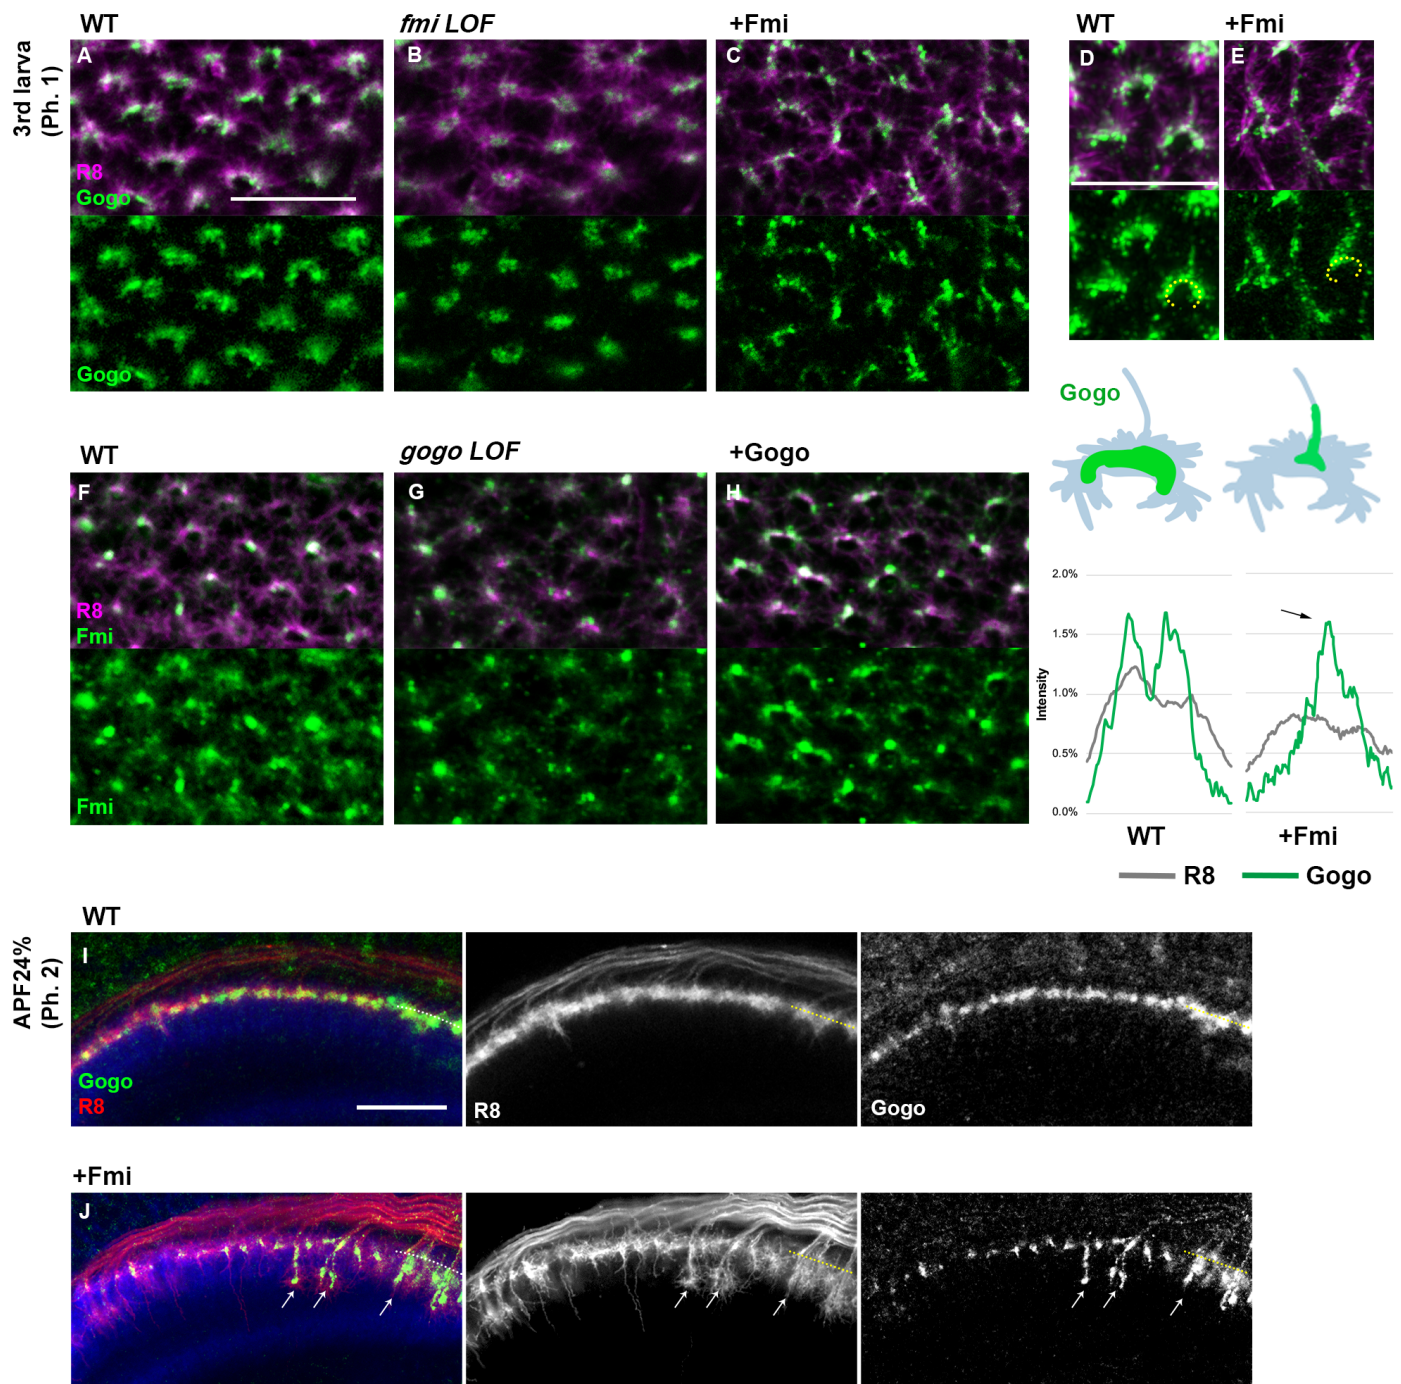 WT
fmi LOF
+Fmi
WT
+Fmi
3rd larva
(Ph. 1)
A
R8
Gogo
B
C
D
E
Gogo
Gogo
WT
gogo LOF
+Gogo
F
R8
Fmi
G
H
Fmi
2.0%
1.5%
1.0%
0.5%
0.0%
Intensity
WT
+Fmi
R8
Gogo
WT
APF24%
(Ph. 2)
I
Gogo
R8
R8
Gogo
+Fmi
J